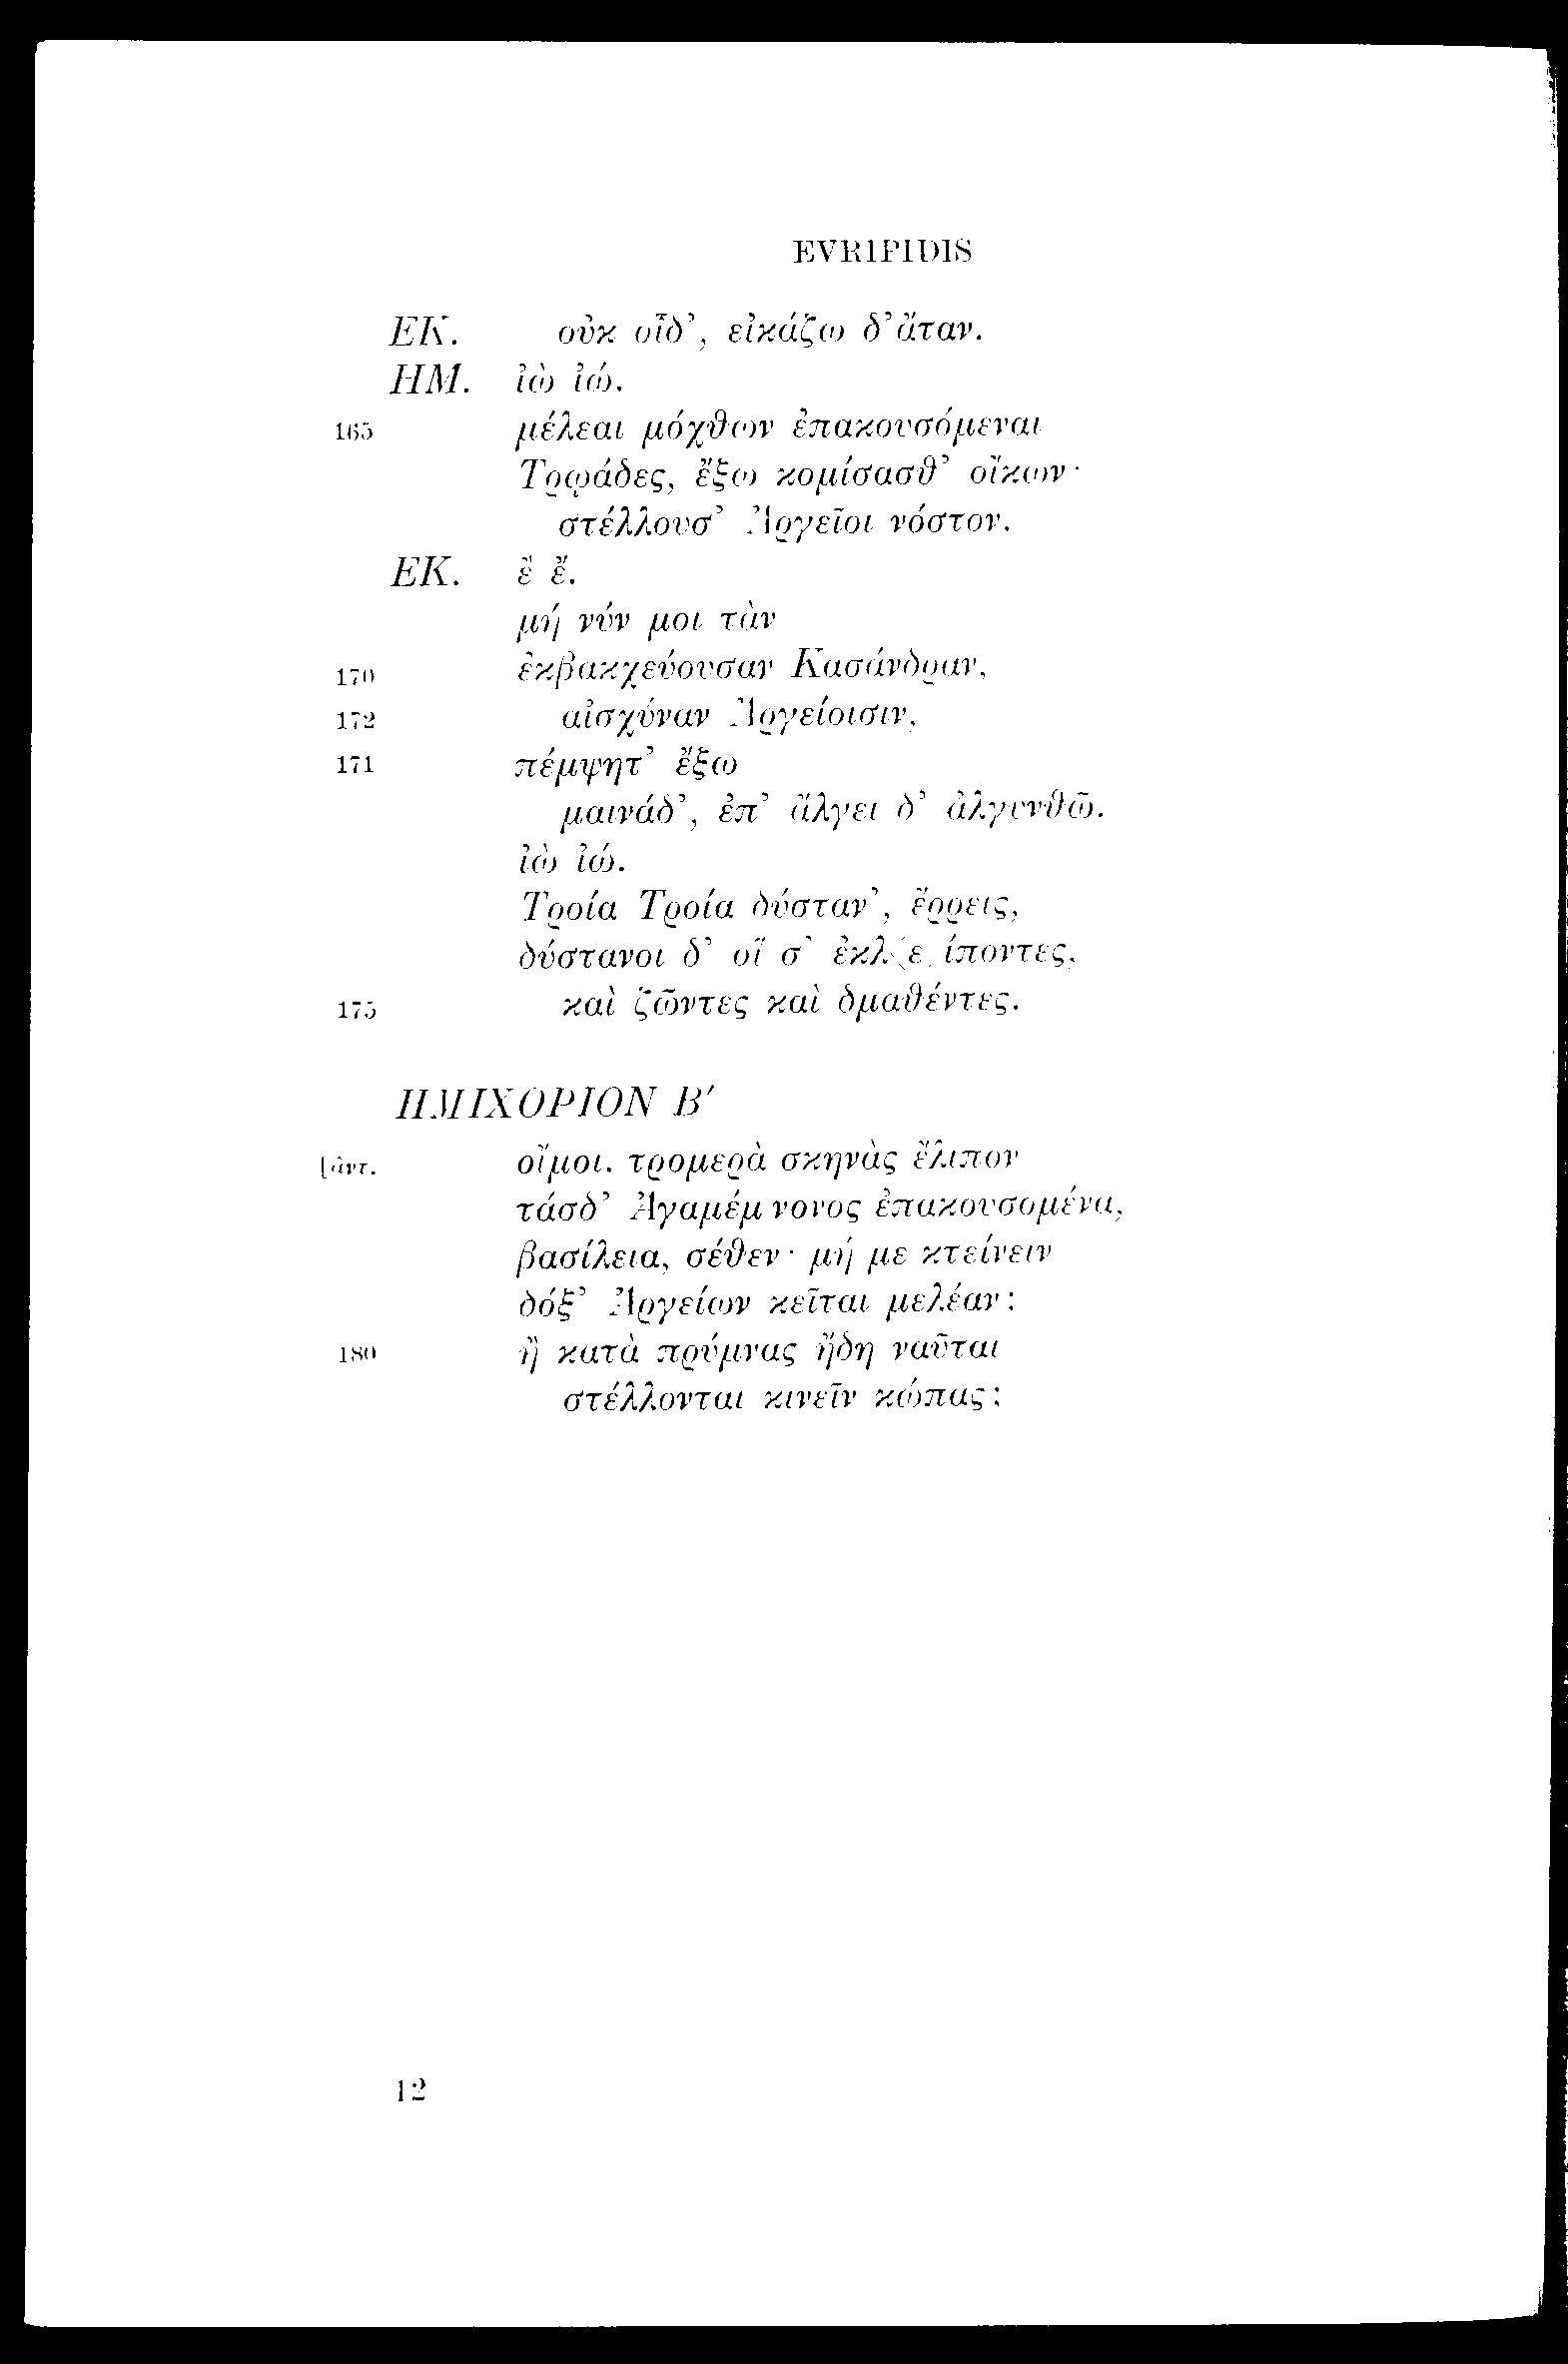 EVRIPIDIS
ΕΚ. οὐκ οἶδ’, εἰκάζω δ’ἄταν.
ΗΜ. ἰὼ ἰώ.
165 μέλεαι μόχθων ἐπακουσόμεναι
Τρῳάδες, ἔξω κομίσασθ’ οἴκων·
στέλλουσ’ Ἀργεῖοι νόστον.
ΕΚ. ἒ ἔ.
μή νύν μοι τὰν
170 ἐκβακχεύουσαν Κασάνδραν,
172 αἰσχύναν Ἀργείοισιν,
171 πέμψητ’ ἔξω
μαινάδ’, ἐπ’ ἄλγει δ’ ἀλγυνθῶ.
ἰὼ ἰώ.
Τροία Τροία δύσταν’, ἔρρεις,
δύστανοι δ’ οἵ σ’ ἐκλ⟨ε⟩ίποντες,
175 καὶ ζῶντες καὶ δμαθέντες.
ΗΜΙΧΟΡΙΟΝ Β′
[ἀντ. οἴμοι. τρομερὰ σκηνὰς ἔλιπον
τάσδ’ Ἀγαμέμνονος ἐπακουσομένα,
βασίλεια, σέθεν· μή με κτείνειν
δόξ’ Ἀργείων κεῖται μελέαν;
180 ἢ κατὰ πρύμνας ἤδη ναῦται
στέλλονται κινεῖν κώπας;
12